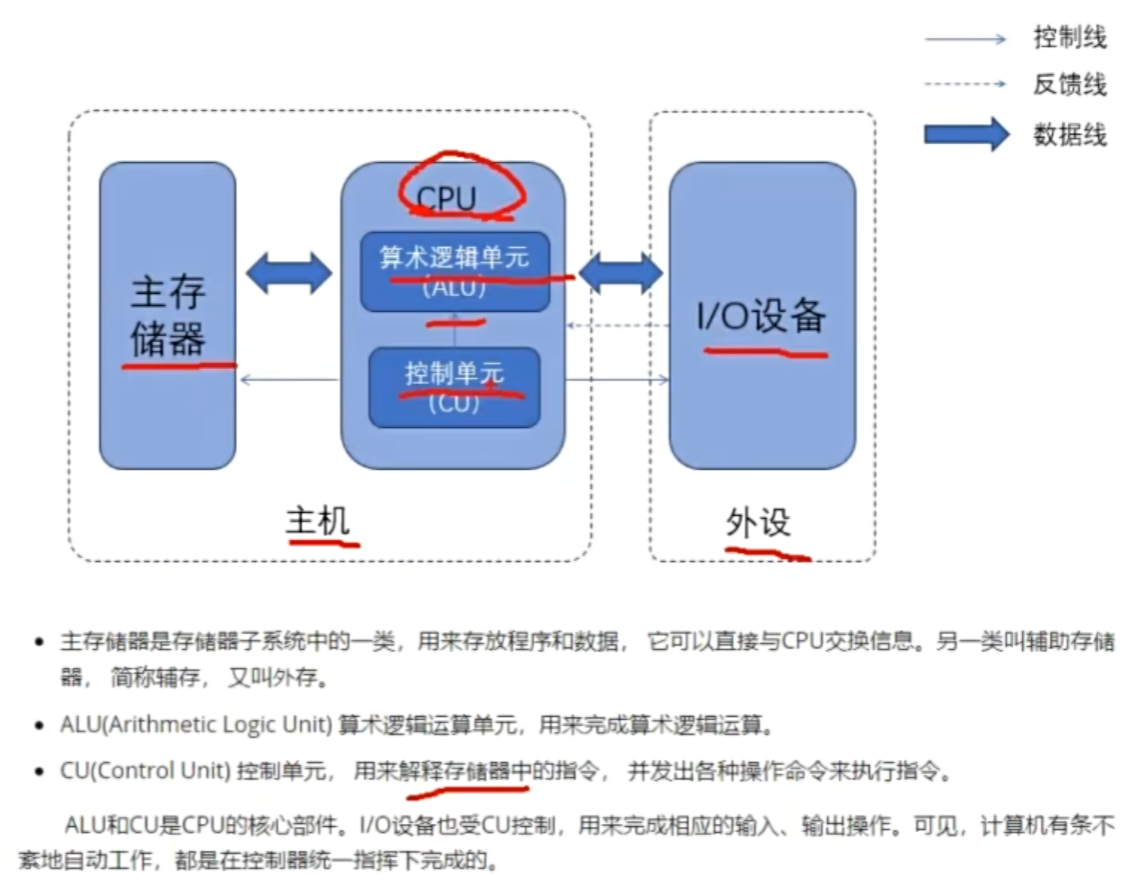 控制线
反馈线
数据线
CPU
算术逻辑单元
(ALU)
主存
储器
I/O设备
控制单元
(CU)
主机
外设
主存储器是存储器子系统中的一类，用来存放程序和数据， 它可以直接与CPU交换信息。另一类叫辅助存储
器， 简称辅存， 又叫外存。
ALU(Arithmetic Logic Unit) 算术逻辑运算单元，用来完成算术逻辑运算。
CU(Control Unit) 控制单元， 用来解释存储器中的指令， 并发出各种操作命令来执行指令。
ALU和CU是CPU的核心部件。I/O设备也受CU控制，用来完成相应的输入、输出操作。可见，计算机有条不
紊地自动工作，都是在控制器统一指挥下完成的。